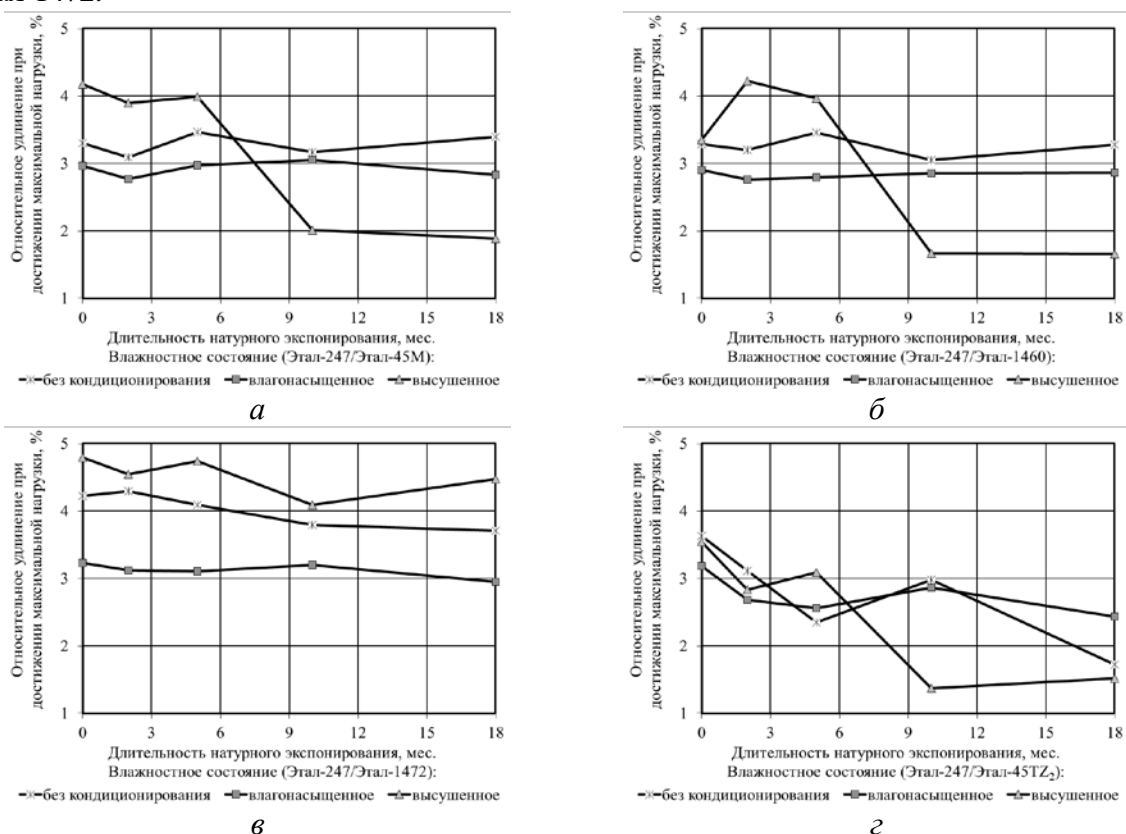 1472.
Относительное удлинение при
достижении максимальной нагрузки, %
5
4
3
2
1
0 3 6 9 12 15 18
Длительность натурного экспонирования, мес.
Влажностное состояние (Этал-247/Этал-45М):
без кондиционирования влагонасыщенное высушенное
а
Относительное удлинение при
достижении максимальной нагрузки, %
5
4
3
2
1
0 3 6 9 12 15 18
Длительность натурного экспонирования, мес.
Влажностное состояние (Этал-247/Этал-1460):
без кондиционирования влагонасыщенное высушенное
б
Относительное удлинение при
достижении максимальной нагрузки, %
5
4
3
2
1
0 3 6 9 12 15 18
Длительность натурного экспонирования, мес.
Влажностное состояние (Этал-247/Этал-1472):
без кондиционирования влагонасыщенное высушенное
в
Относительное удлинение при
достижении максимальной нагрузки, %
5
4
3
2
1
0 3 6 9 12 15 18
Длительность натурного экспонирования, мес.
Влажностное состояние (Этал-247/Этал-45TZ₂):
без кондиционирования влагонасыщенное высушенное
г